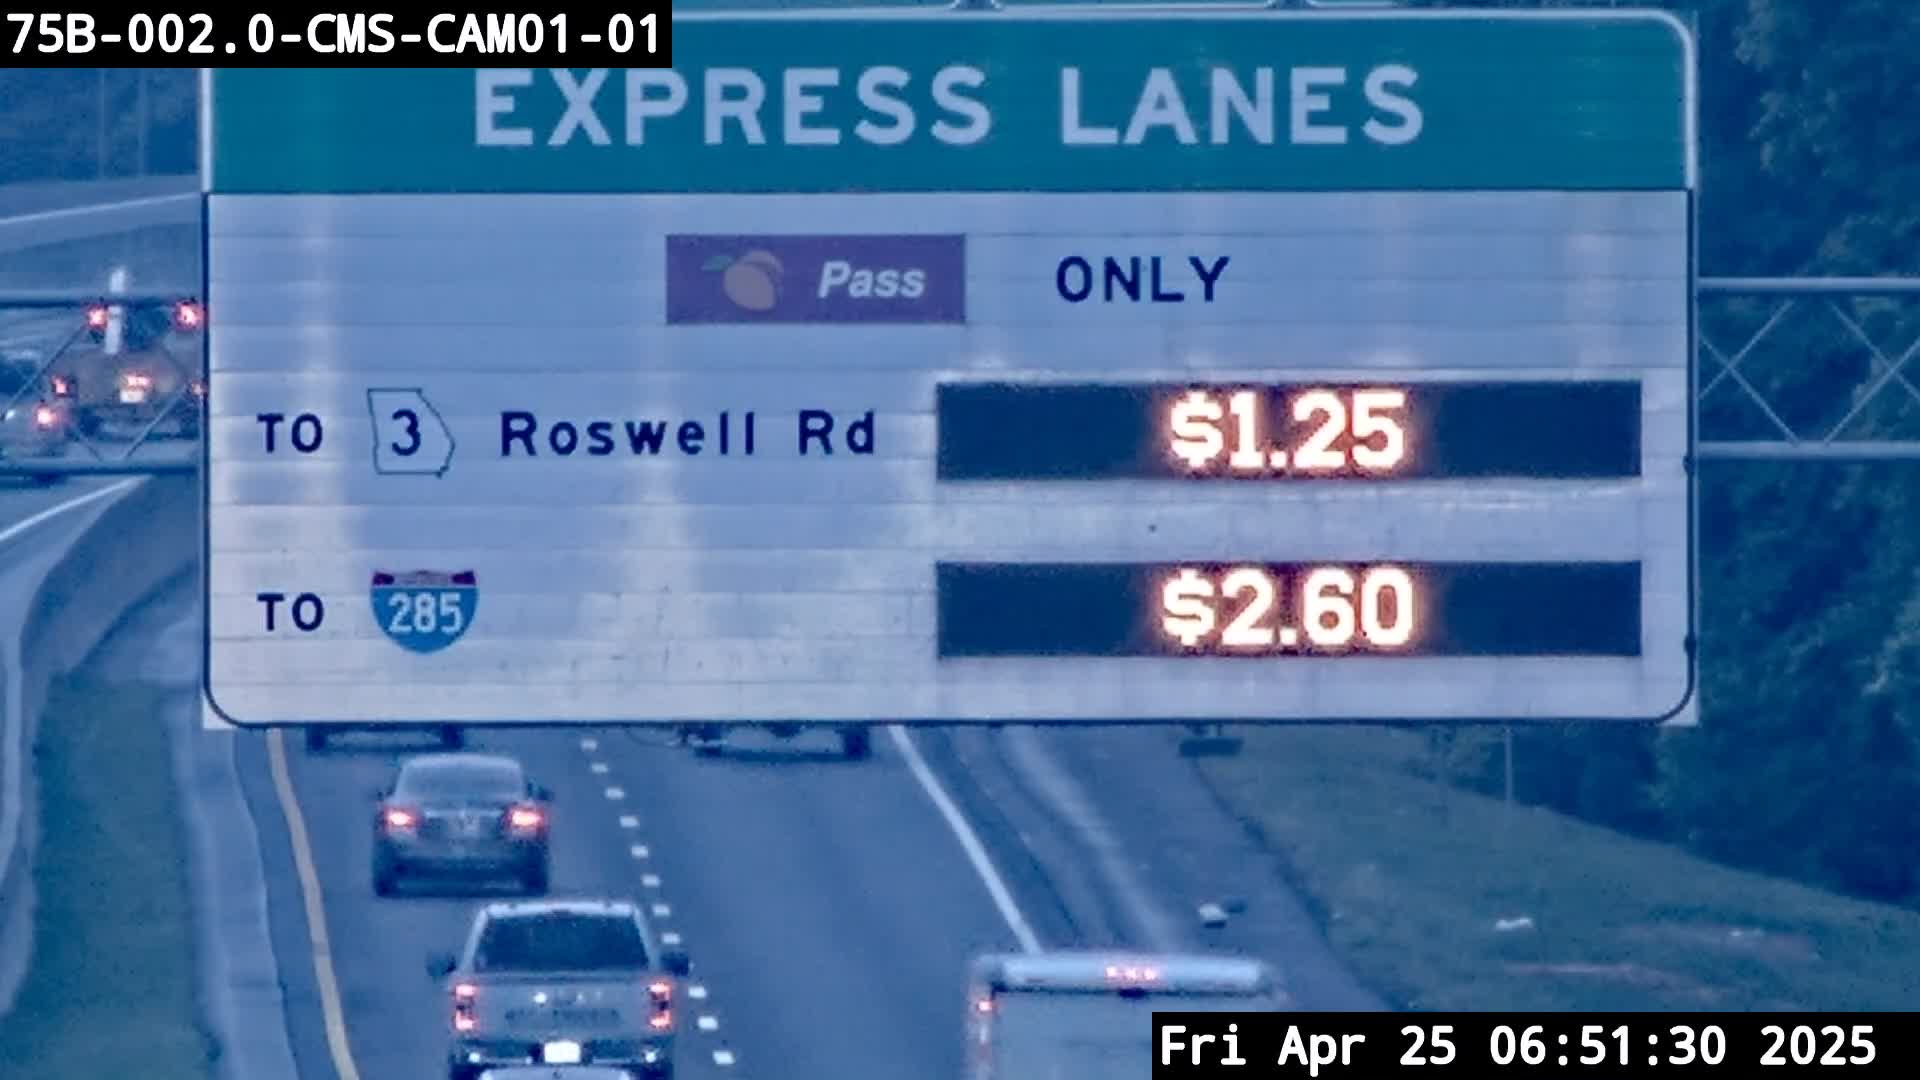 75B-002.0-CMS-CAM01-01
EXPRESS LANES
Pass ONLY
TO 3 Roswell Rd $1.25
TO 285 $2.60
Fri Apr 25 06:51:30 2025